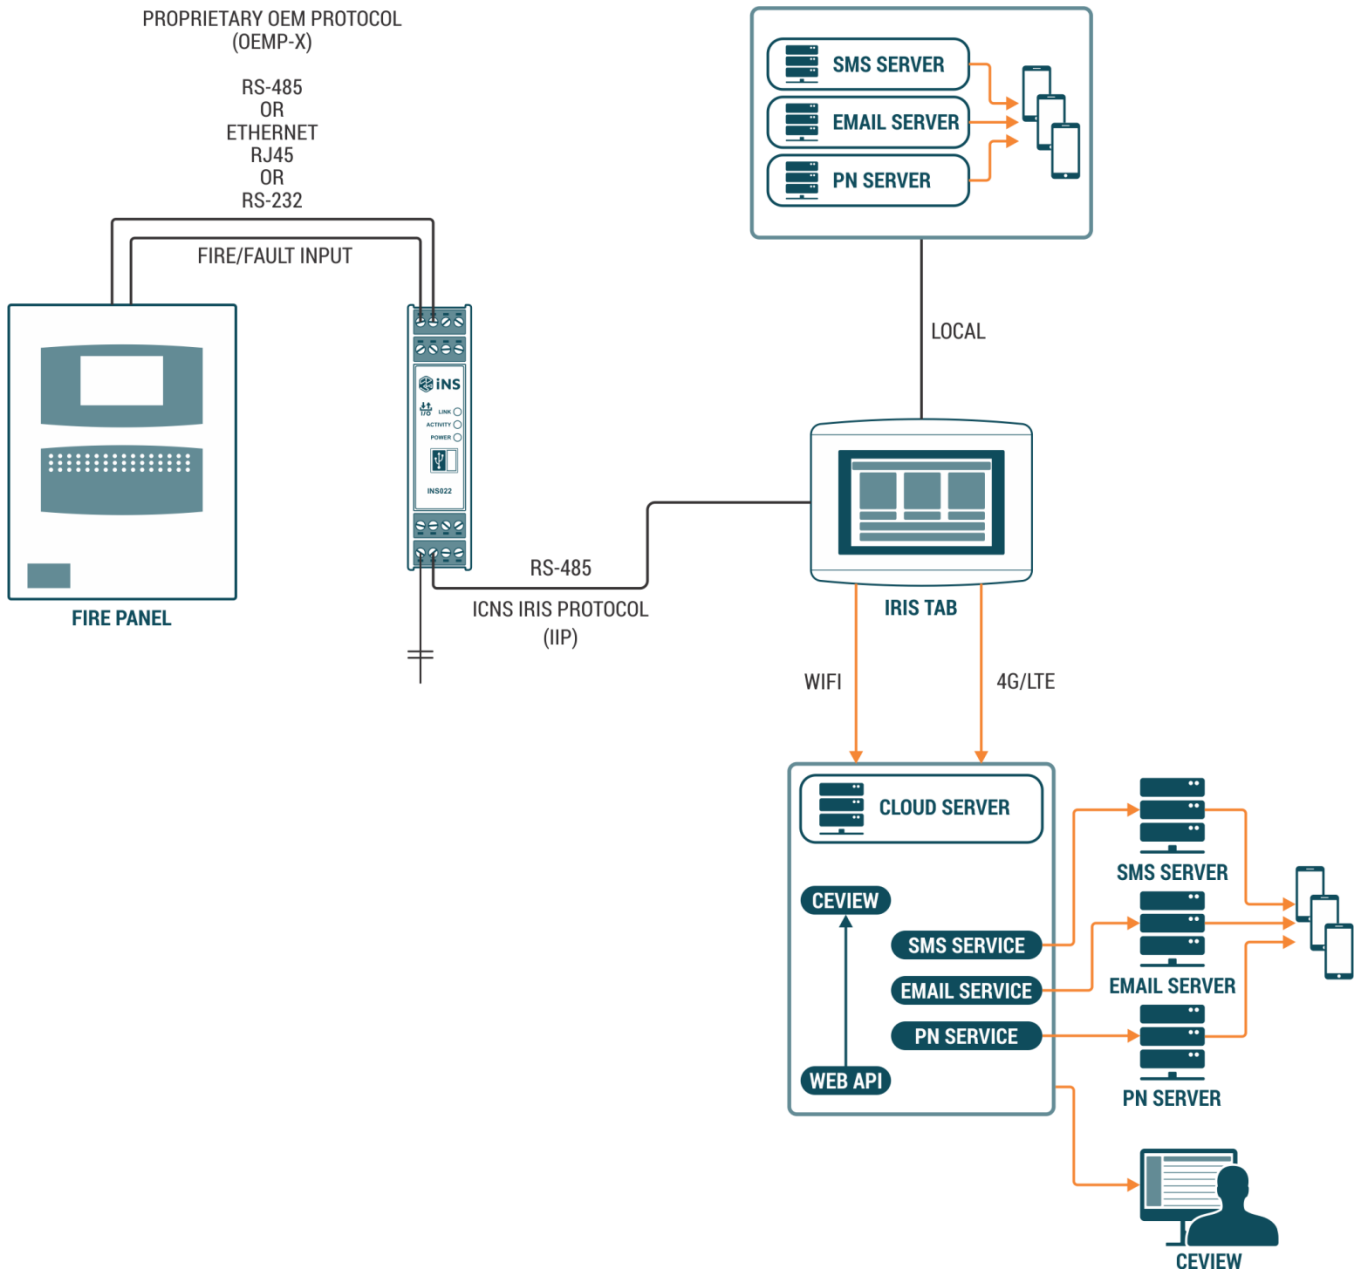 PROPRIETARY OEM PROTOCOL
(OEMP-X)
RS-485
OR
ETHERNET
RJ45
OR
RS-232
FIRE/FAULT INPUT
FIRE PANEL
iNS
I/O
LINK
ACTIVITY
POWER
INS022
RS-485
ICNS IRIS PROTOCOL
(IIP)
SMS SERVER
EMAIL SERVER
PN SERVER
LOCAL
IRIS TAB
WIFI
4G/LTE
CLOUD SERVER
CEVIEW
SMS SERVICE
EMAIL SERVICE
PN SERVICE
WEB API
SMS SERVER
EMAIL SERVER
PN SERVER
CEVIEW